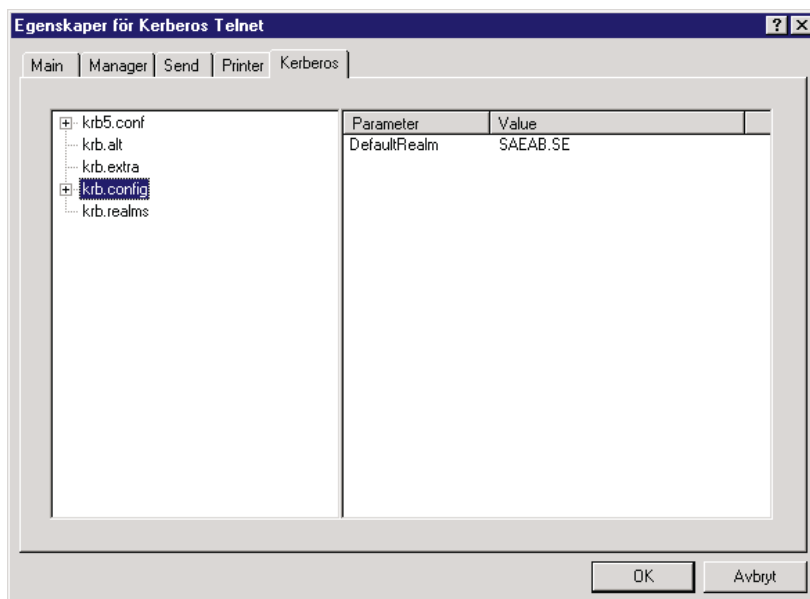 Egenskaper för Kerberos Telnet
Main Manager Send Printer Kerberos
krb5.conf
krb.alt
krb.extra
krb.config
krb.realms
Parameter Value
DefaultRealm SAEAB.SE
OK Avbryt